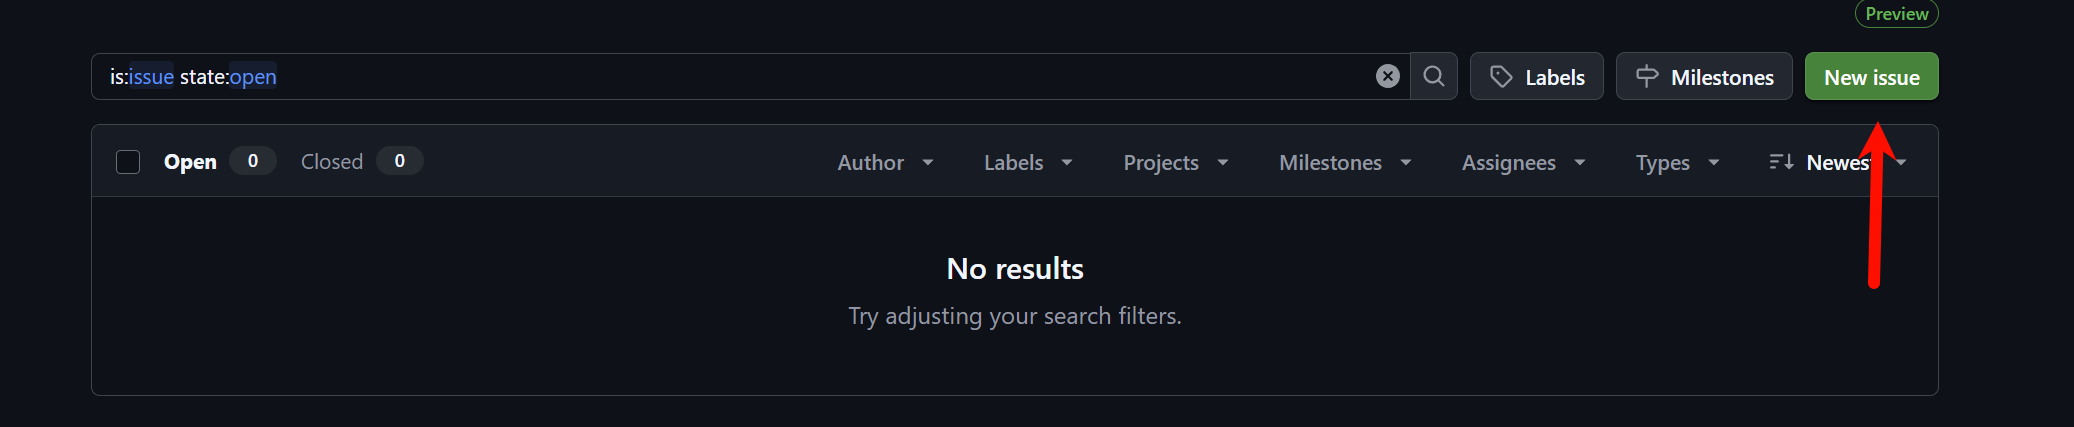 Preview
is:issue state:open
Labels
Milestones
New issue
Open 0 Closed 0
Author Labels Projects Milestones Assignees Types Newest
No results
Try adjusting your search filters.